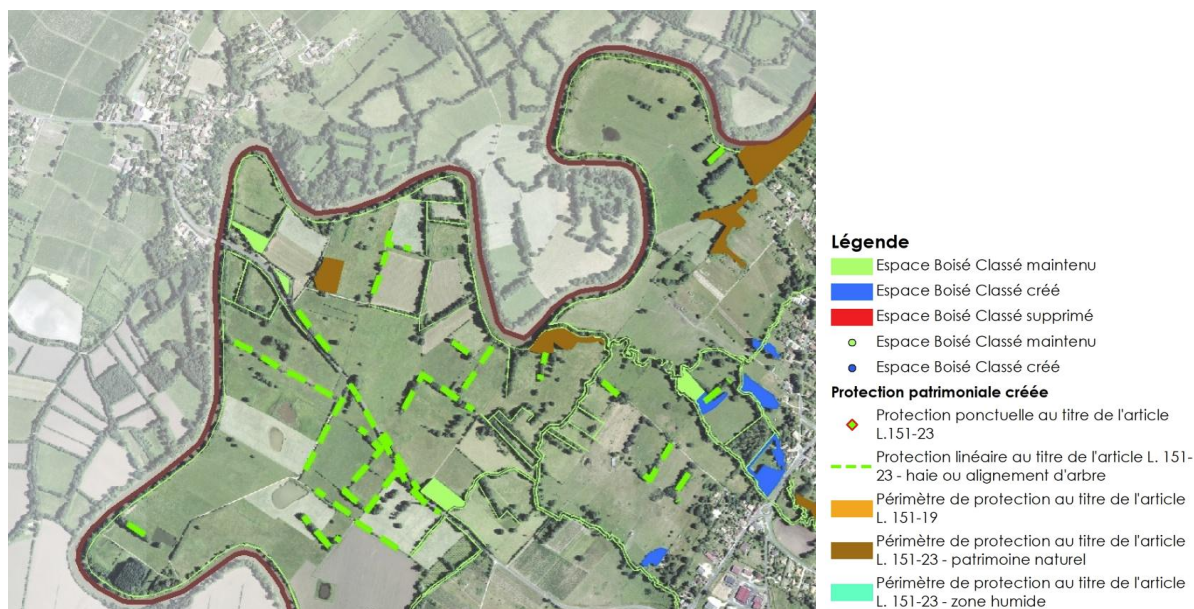 Légende
Espace Boisé Classé maintenu
Espace Boisé Classé créé
Espace Boisé Classé supprimé
Espace Boisé Classé maintenu
Espace Boisé Classé créé
Protection patrimoniale créée
Protection ponctuelle au titre de l'article
L.151-23
Protection linéaire au titre de l'article L. 151-
23 - haie ou alignement d'arbre
Périmètre de protection au titre de l'article
L. 151-19
Périmètre de protection au titre de l'article
L. 151-23 - patrimoine naturel
Périmètre de protection au titre de l'article
L. 151-23 - zone humide